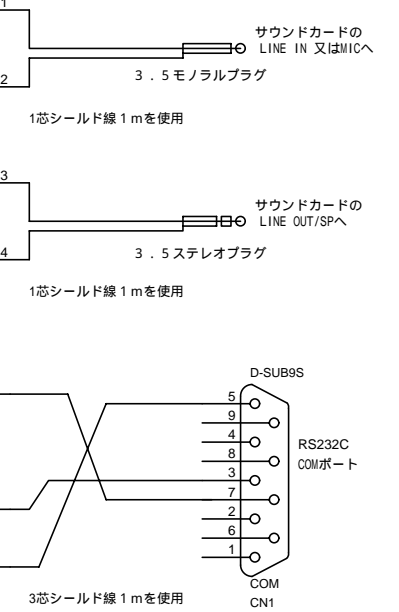 1
サウンドカードの
LINE IN 又はMICへ
2
3．5モノラルプラグ
1芯シールド線1mを使用
3
サウンドカードの
LINE OUT/SPへ
4
3．5ステレオプラグ
1芯シールド線1mを使用
D-SUB9S
5
9
4
8
3
7
2
6
1
RS232C
COMポート
COM
CN1
3芯シールド線1mを使用